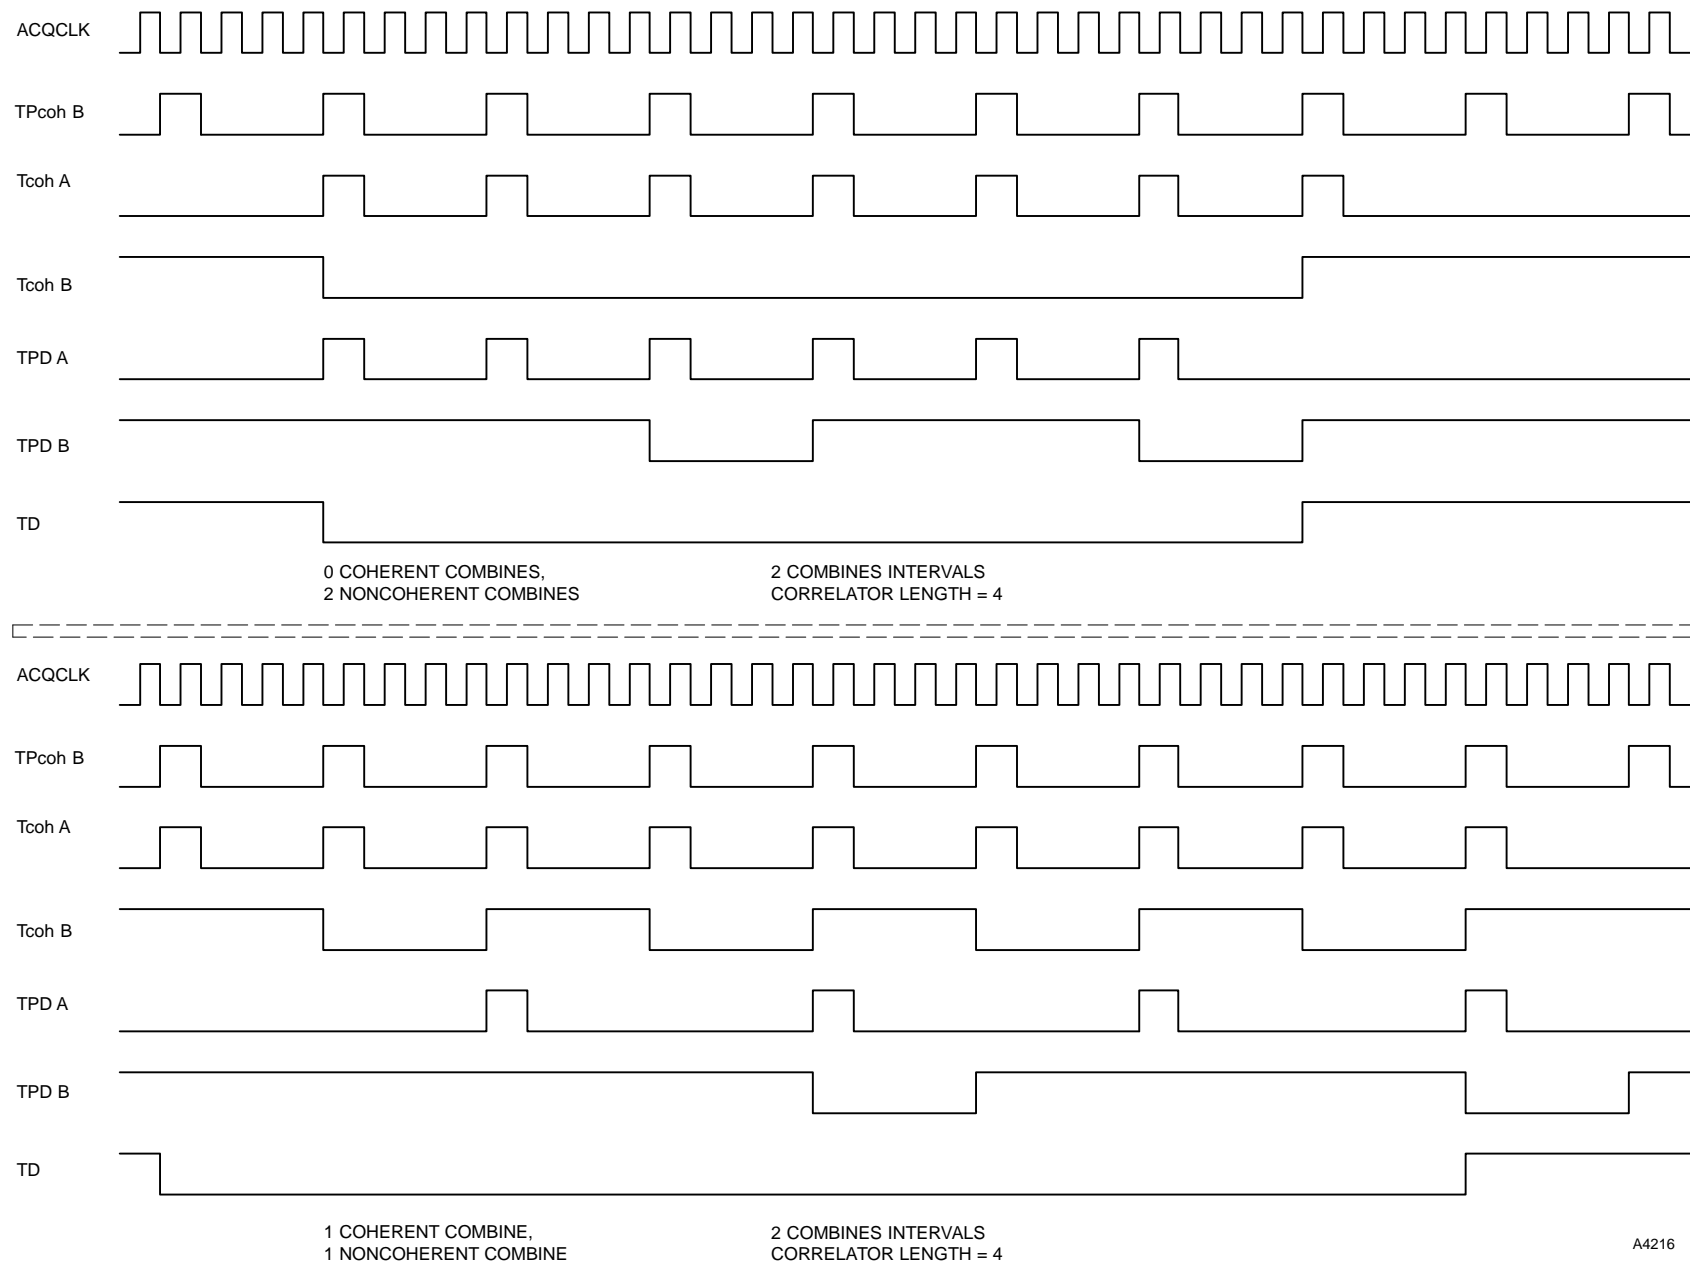 ACQCLK
TPcoh B
Tcoh A
Tcoh B
TPD A
TPD B
TD
0 COHERENT COMBINES,
2 NONCOHERENT COMBINES
2 COMBINES INTERVALS
CORRELATOR LENGTH = 4
ACQCLK
TPcoh B
Tcoh A
Tcoh B
TPD A
TPD B
TD
1 COHERENT COMBINE,
1 NONCOHERENT COMBINE
2 COMBINES INTERVALS
CORRELATOR LENGTH = 4
A4216